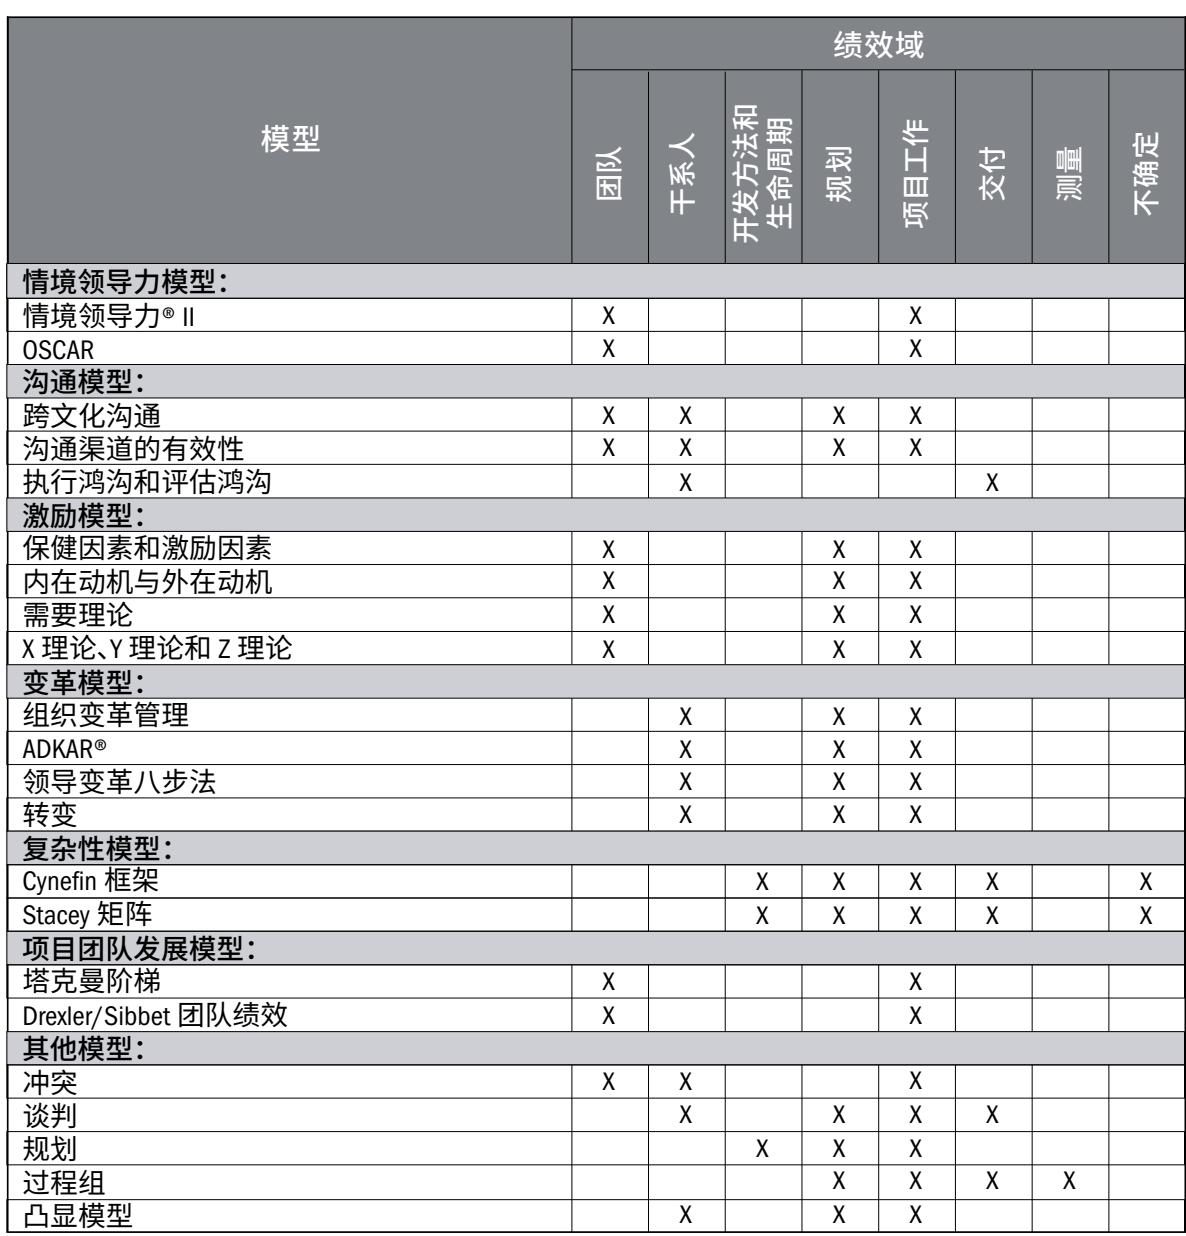 模型
绩效域
团队
干系人
开发方法和
生命周期
规划
项目工作
交付
测量
不确定
情境领导力模型：
情境领导力® II X X
OSCAR X X
沟通模型：
跨文化沟通 X X X X
沟通渠道的有效性 X X X X
执行鸿沟和评估鸿沟 X X
激励模型：
保健因素和激励因素 X X X
内在动机与外在动机 X X X
需要理论 X X X
X 理论、Y 理论和 Z 理论 X X X
变革模型：
组织变革管理 X X X
ADKAR® X X X
领导变革八步法 X X X
转变 X X X
复杂性模型：
Cynefin 框架 X X X X X
Stacey 矩阵 X X X X X
项目团队发展模型：
塔克曼阶梯 X X
Drexler/Sibbet 团队绩效 X X
其他模型：
冲突 X X X
谈判 X X X X
规划 X X X
过程组 X X X X
凸显模型 X X X